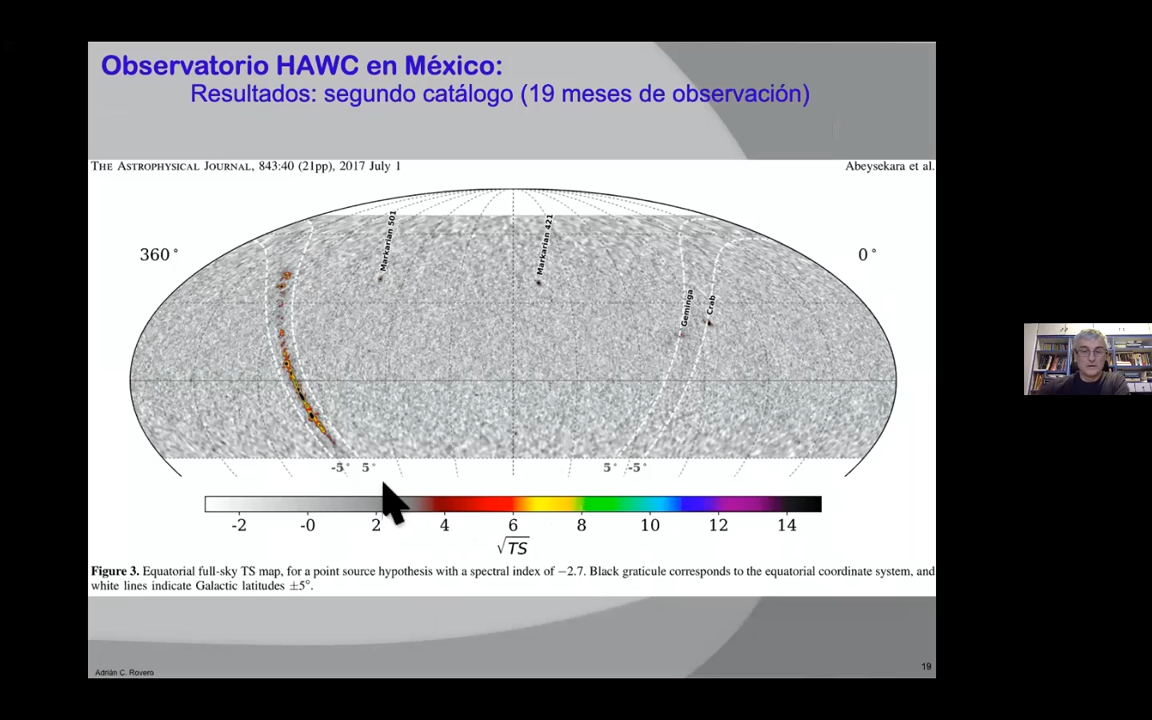 Observatorio HAWC en México:
Resultados: segundo catálogo (19 meses de observación)
The Astrophysical Journal, 843:40 (21pp), 2017 July 1
Abeysekara et al.
Markarian 501
Markarian 421
360°
0°
Geminga
Crab
-5° 5°
5° -5°
-2 -0 2 4 6 8 10 12 14
√TS
Figure 3. Equatorial full-sky TS map, for a point source hypothesis with a spectral index of −2.7. Black graticule corresponds to the equatorial coordinate system, and
white lines indicate Galactic latitudes ±5°.
Adrián C. Rovero
19